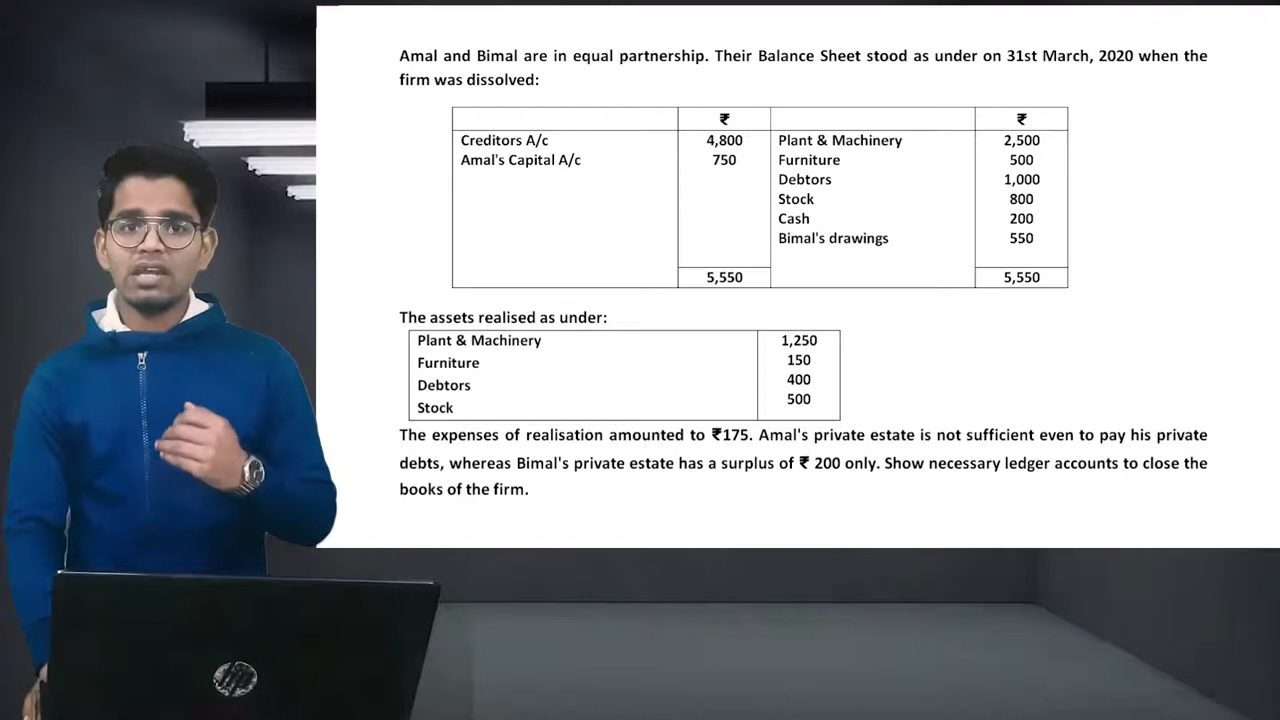 Amal and Bimal are in equal partnership. Their Balance Sheet stood as under on 31st March, 2020 when the
firm was dissolved:
₹ ₹
Creditors A/c 4,800 Plant & Machinery 2,500
Amal's Capital A/c 750 Furniture 500
Debtors 1,000
Stock 800
Cash 200
Bimal's drawings 550
5,550 5,550
The assets realised as under:
Plant & Machinery 1,250
Furniture 150
Debtors 400
Stock 500
The expenses of realisation amounted to ₹175. Amal's private estate is not sufficient even to pay his private
debts, whereas Bimal's private estate has a surplus of ₹ 200 only. Show necessary ledger accounts to close the
books of the firm.
hp